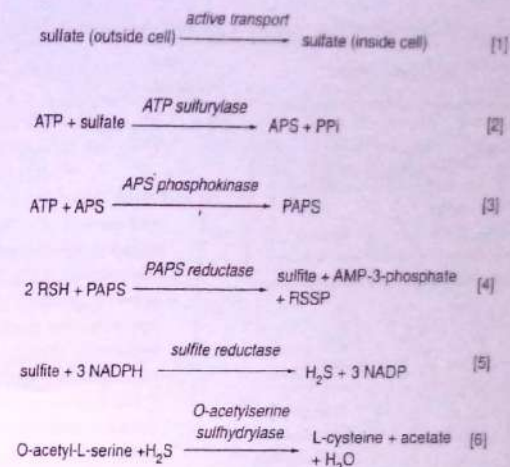 active transport
sulfate (outside cell) ⟶ sulfate (inside cell) [1]
ATP sulfurylase
ATP + sulfate ⟶ APS + PPi [2]
APS phosphokinase
ATP + APS ⟶ PAPS [3]
PAPS reductase
2 RSH + PAPS ⟶ sulfite + AMP-3-phosphate [4]
+ RSSP
sulfite reductase
sulfite + 3 NADPH ⟶ H₂S + 3 NADP [5]
O-acetylserine
sulfhydrylase
O-acetyl-L-serine +H₂S ⟶ L-cysteine + acetate [6]
+ H₂O